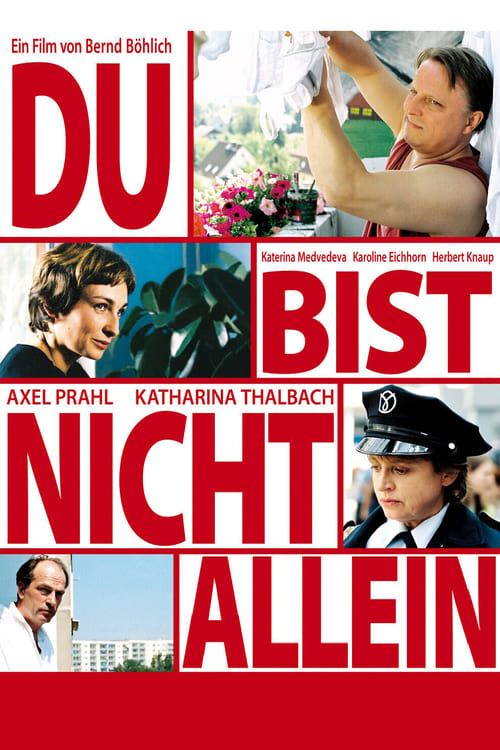 Ein Film von Bernd Böhlich
DU
Katerina Medvedeva Karoline Eichhorn Herbert Knaup
BIST
AXEL PRAHL KATHARINA THALBACH
NICHT
ALLEIN